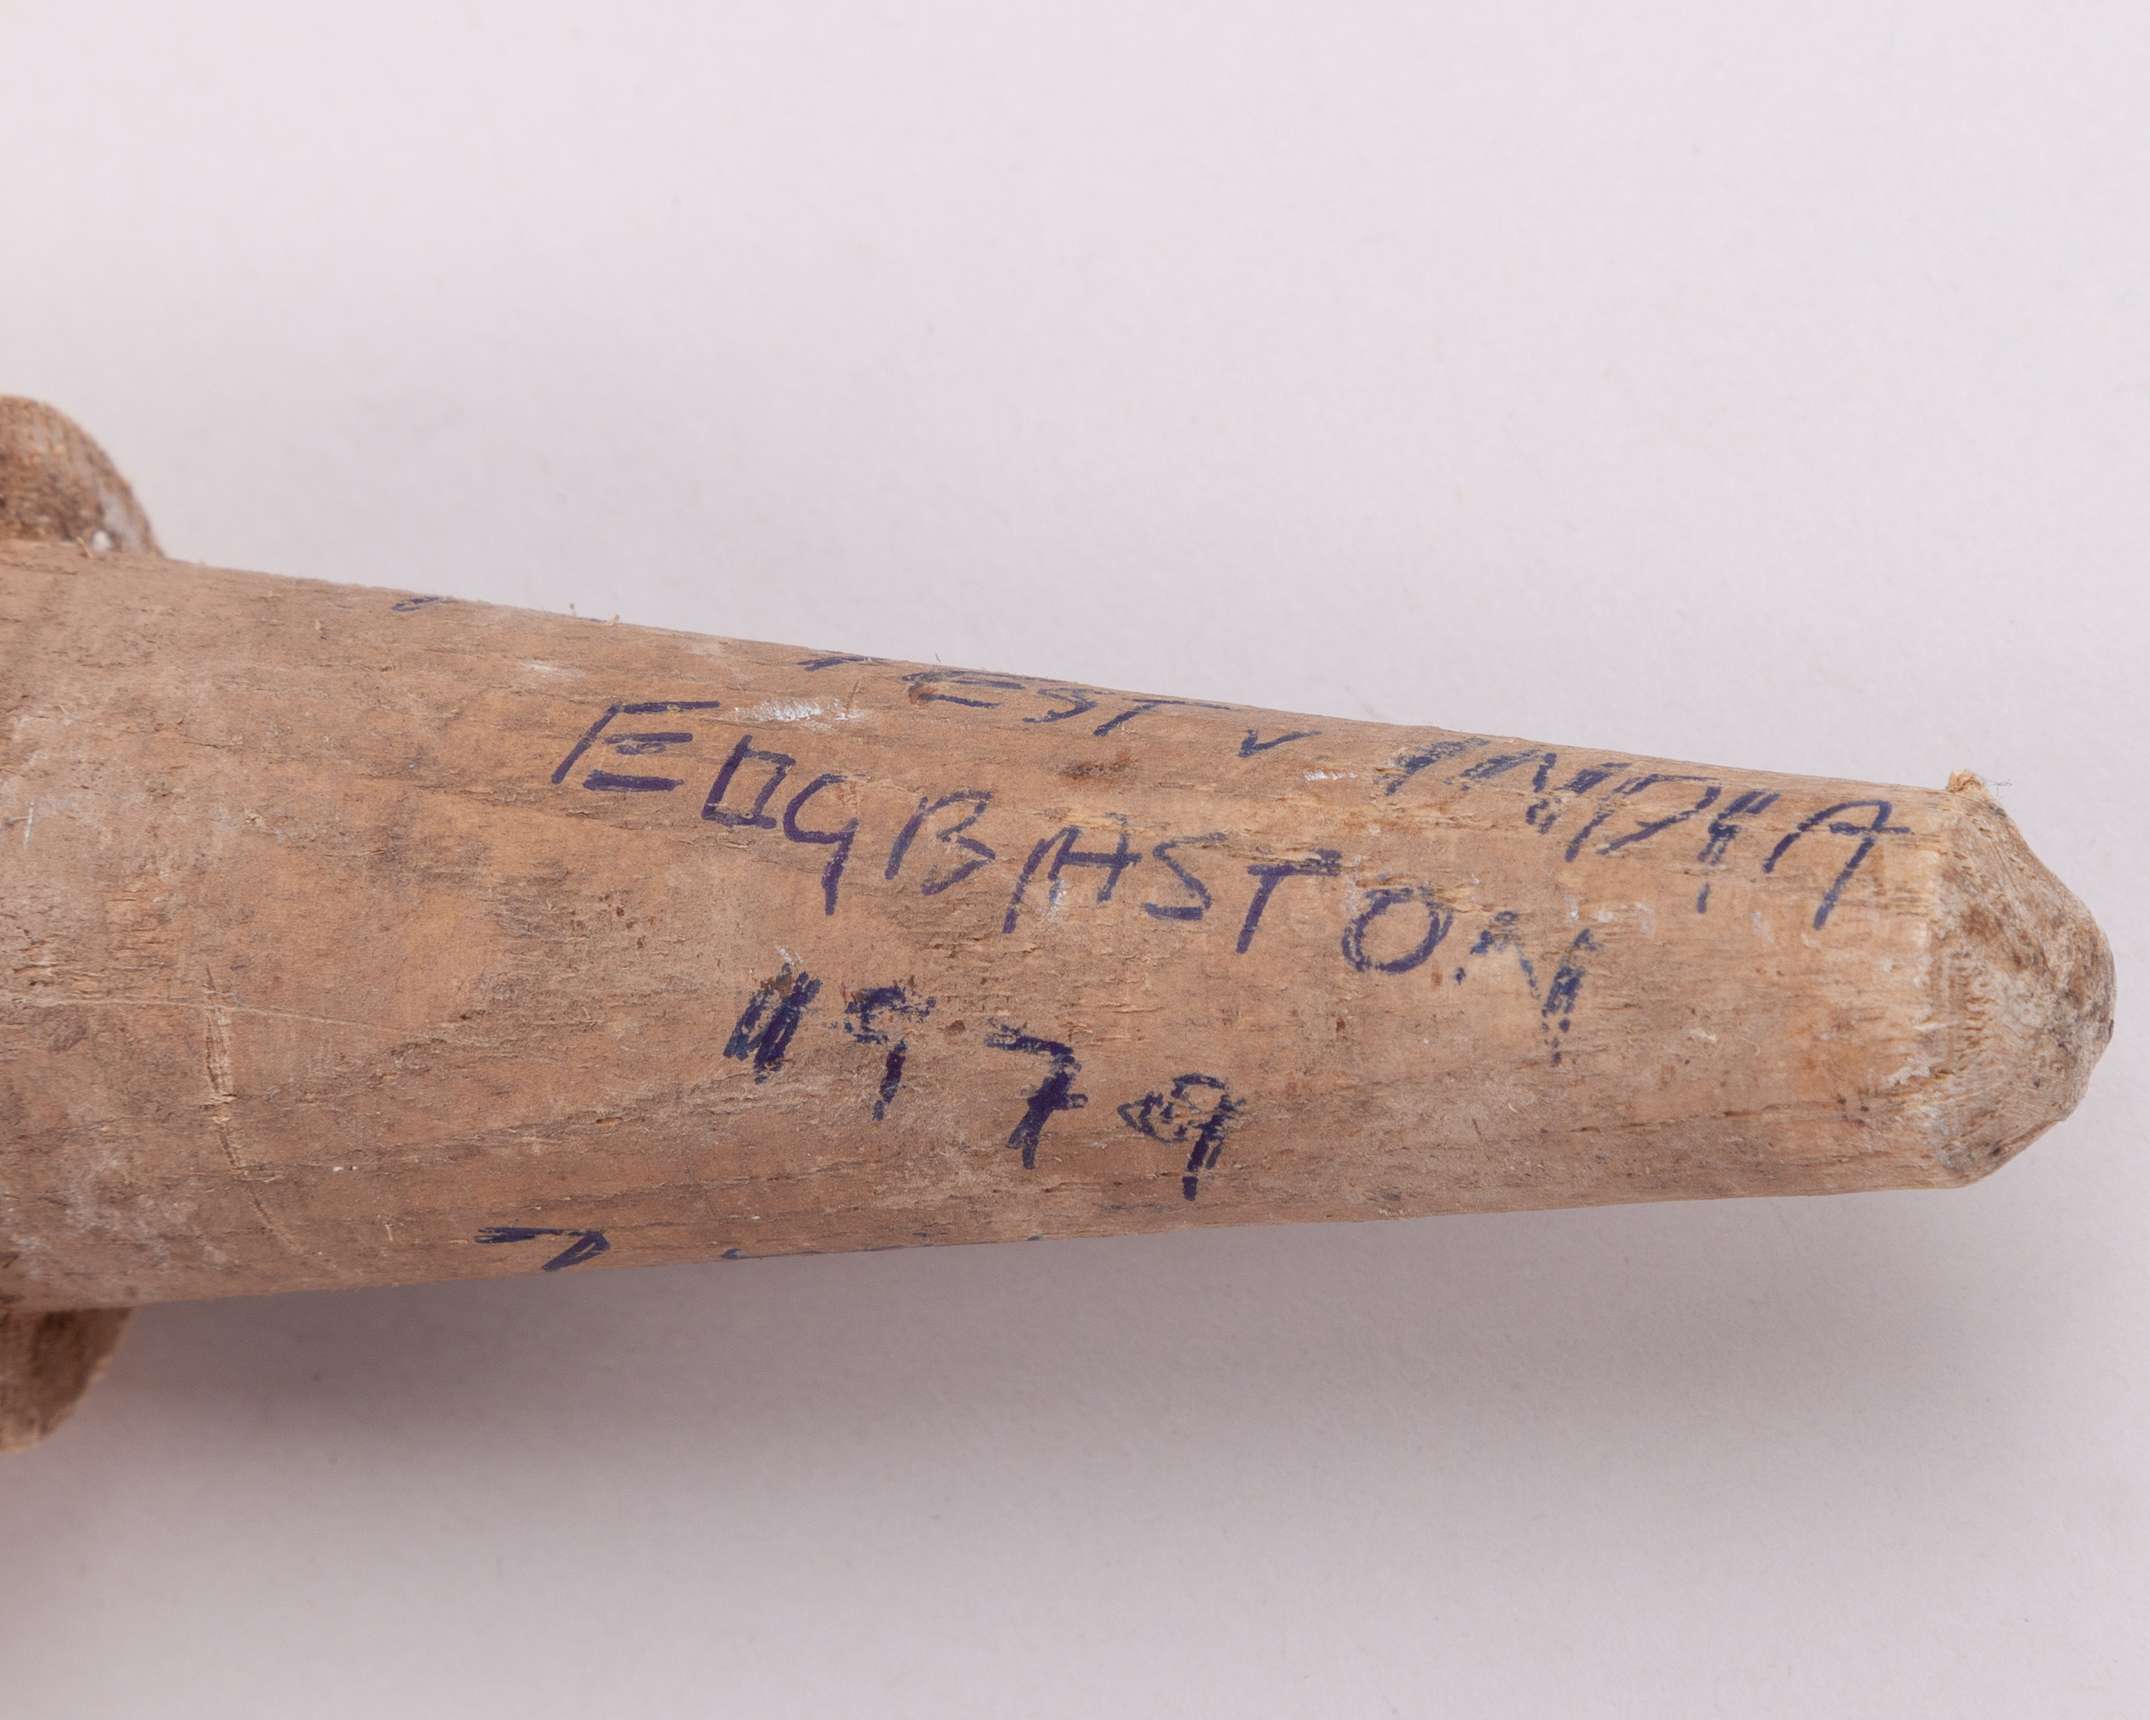 TEST v INDIA
EDGBASTON
1979